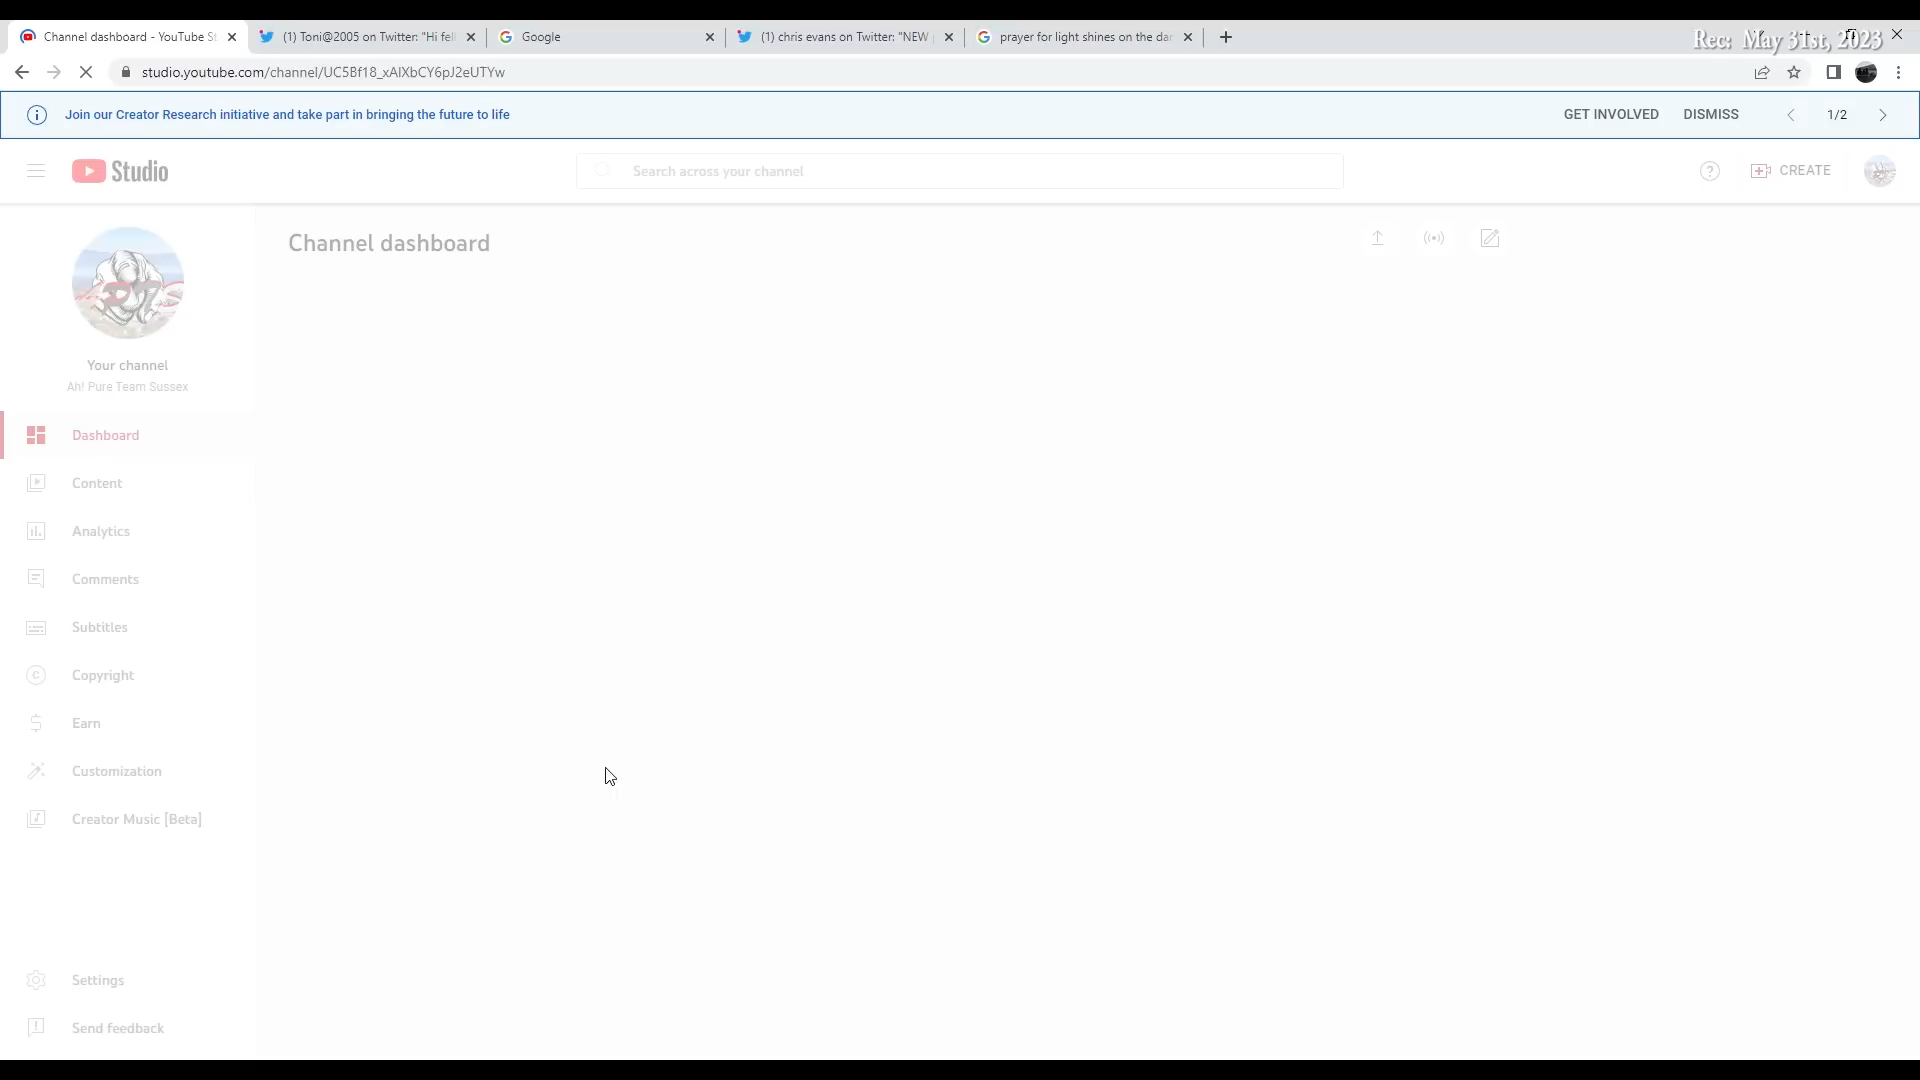 Channel dashboard - YouTube St
(1) Toni@2005 on Twitter: "Hi fell
Google
(1) chris evans on Twitter: "NEW
prayer for light shines on the da
Rec: May 31st, 2023
studio.youtube.com/channel/UC5Bf18_xAIXbCY6pJ2eUTYw
Join our Creator Research initiative and take part in bringing the future to life
GET INVOLVED
DISMISS
1/2
Studio
Search across your channel
CREATE
Channel dashboard
Your channel
Ah! Pure Team Sussex
Dashboard
Content
Analytics
Comments
Subtitles
Copyright
Earn
Customization
Creator Music [Beta]
Settings
Send feedback